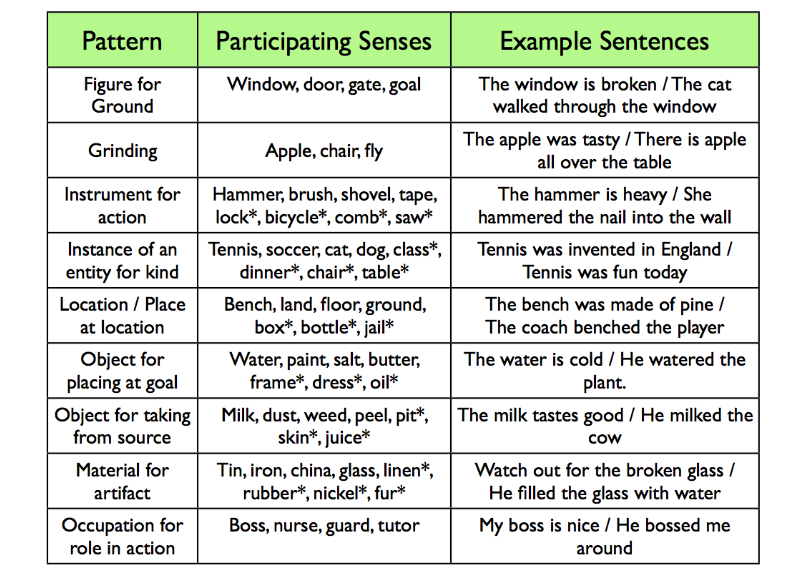 Pattern
Participating Senses
Example Sentences
Figure for
Ground
Window, door, gate, goal
The window is broken / The cat
walked through the window
Grinding
Apple, chair, fly
The apple was tasty / There is apple
all over the table
Instrument for
action
Hammer, brush, shovel, tape,
lock*, bicycle*, comb*, saw*
The hammer is heavy / She
hammered the nail into the wall
Instance of an
entity for kind
Tennis, soccer, cat, dog, class*,
dinner*, chair*, table*
Tennis was invented in England /
Tennis was fun today
Location / Place
at location
Bench, land, floor, ground,
box*, bottle*, jail*
The bench was made of pine /
The coach benched the player
Object for
placing at goal
Water, paint, salt, butter,
frame*, dress*, oil*
The water is cold / He watered the
plant.
Object for taking
from source
Milk, dust, weed, peel, pit*,
skin*, juice*
The milk tastes good / He milked the
cow
Material for
artifact
Tin, iron, china, glass, linen*,
rubber*, nickel*, fur*
Watch out for the broken glass /
He filled the glass with water
Occupation for
role in action
Boss, nurse, guard, tutor
My boss is nice / He bossed me
around